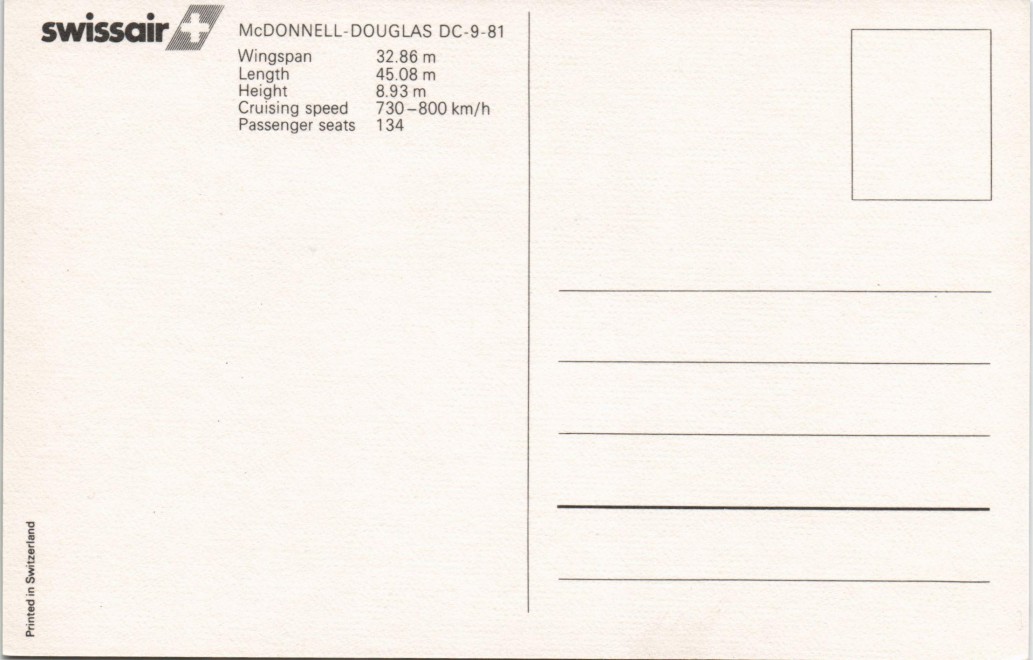 swissair
McDONNELL-DOUGLAS DC-9-81
Wingspan 32.86 m
Length 45.08 m
Height 8.93 m
Cruising speed 730–800 km/h
Passenger seats 134
Printed in Switzerland